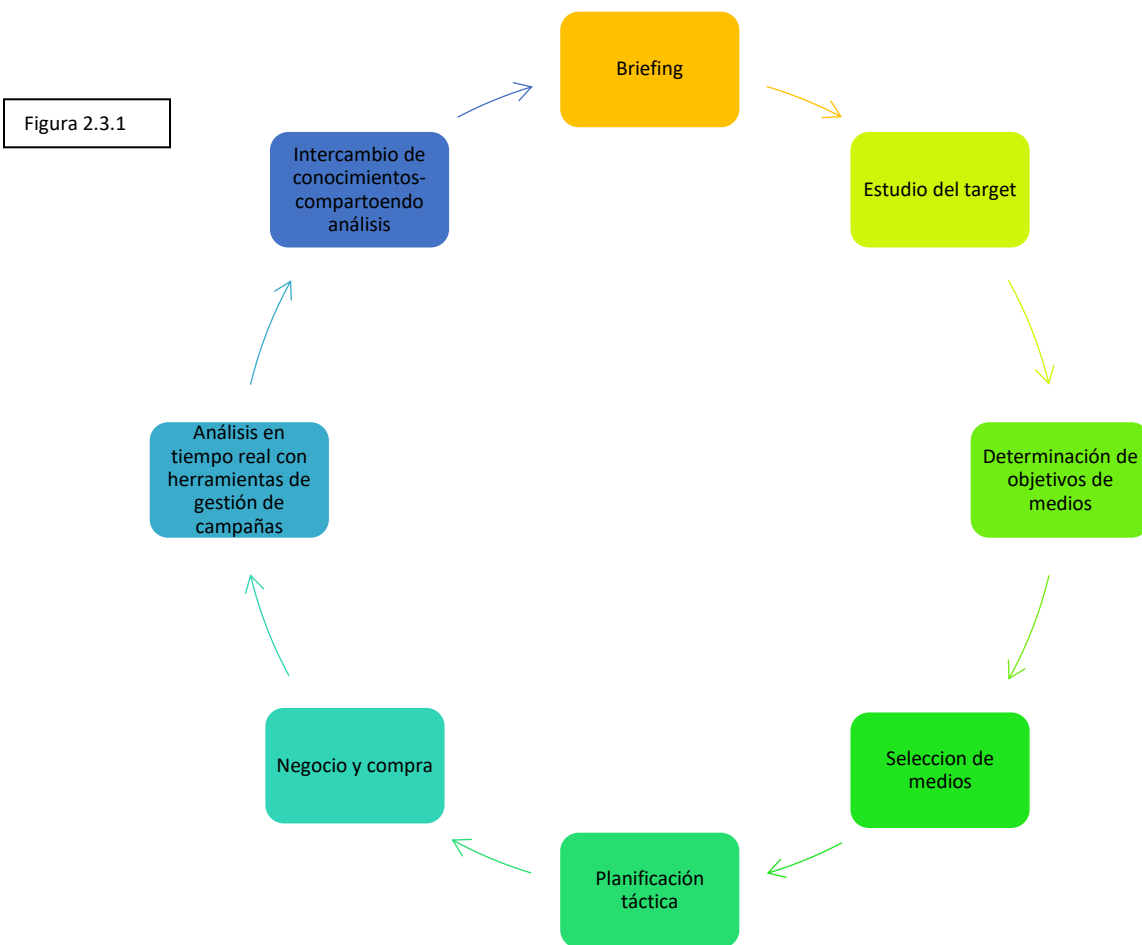 Figura 2.3.1
Briefing
Estudio del target
Determinación de
objetivos de
medios
Seleccion de
medios
Planificación
táctica
Negocio y compra
Análisis en
tiempo real con
herramientas de
gestión de
campañas
Intercambio de
conocimientos-
compartoendo
análisis